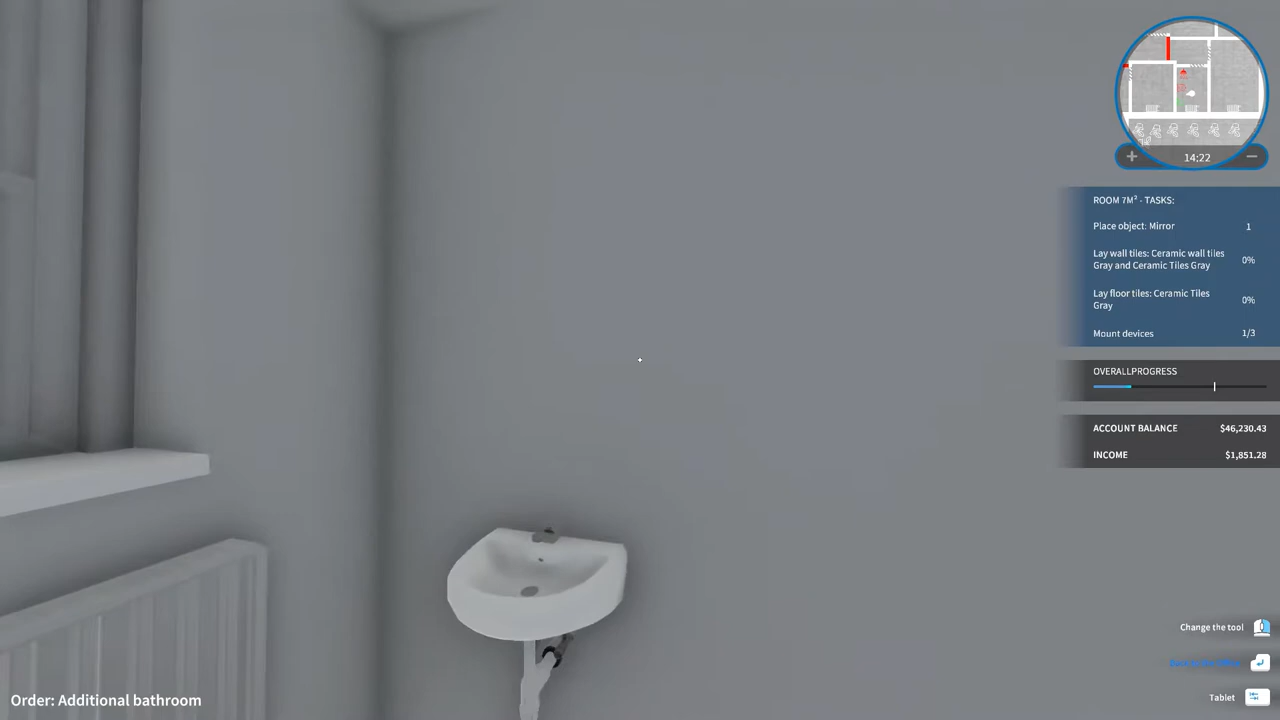 14:22
ROOM 7M² - TASKS:
Place object: Mirror 1
Lay wall tiles: Ceramic wall tiles
Gray and Ceramic Tiles Gray 0%
Lay floor tiles: Ceramic Tiles
Gray 0%
Mount devices 1/3
OVERALLPROGRESS
ACCOUNT BALANCE $46,230.43
INCOME $1,851.28
Change the tool
Tablet
Order: Additional bathroom